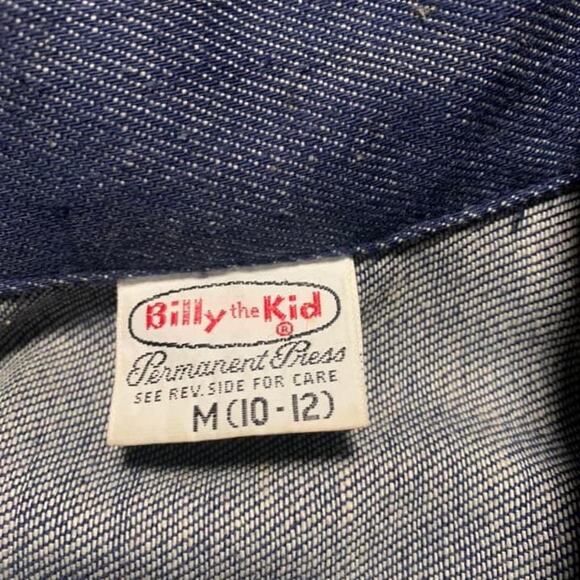 Billy the Kid
®
Permanent Press
SEE REV. SIDE FOR CARE
M (10-12)